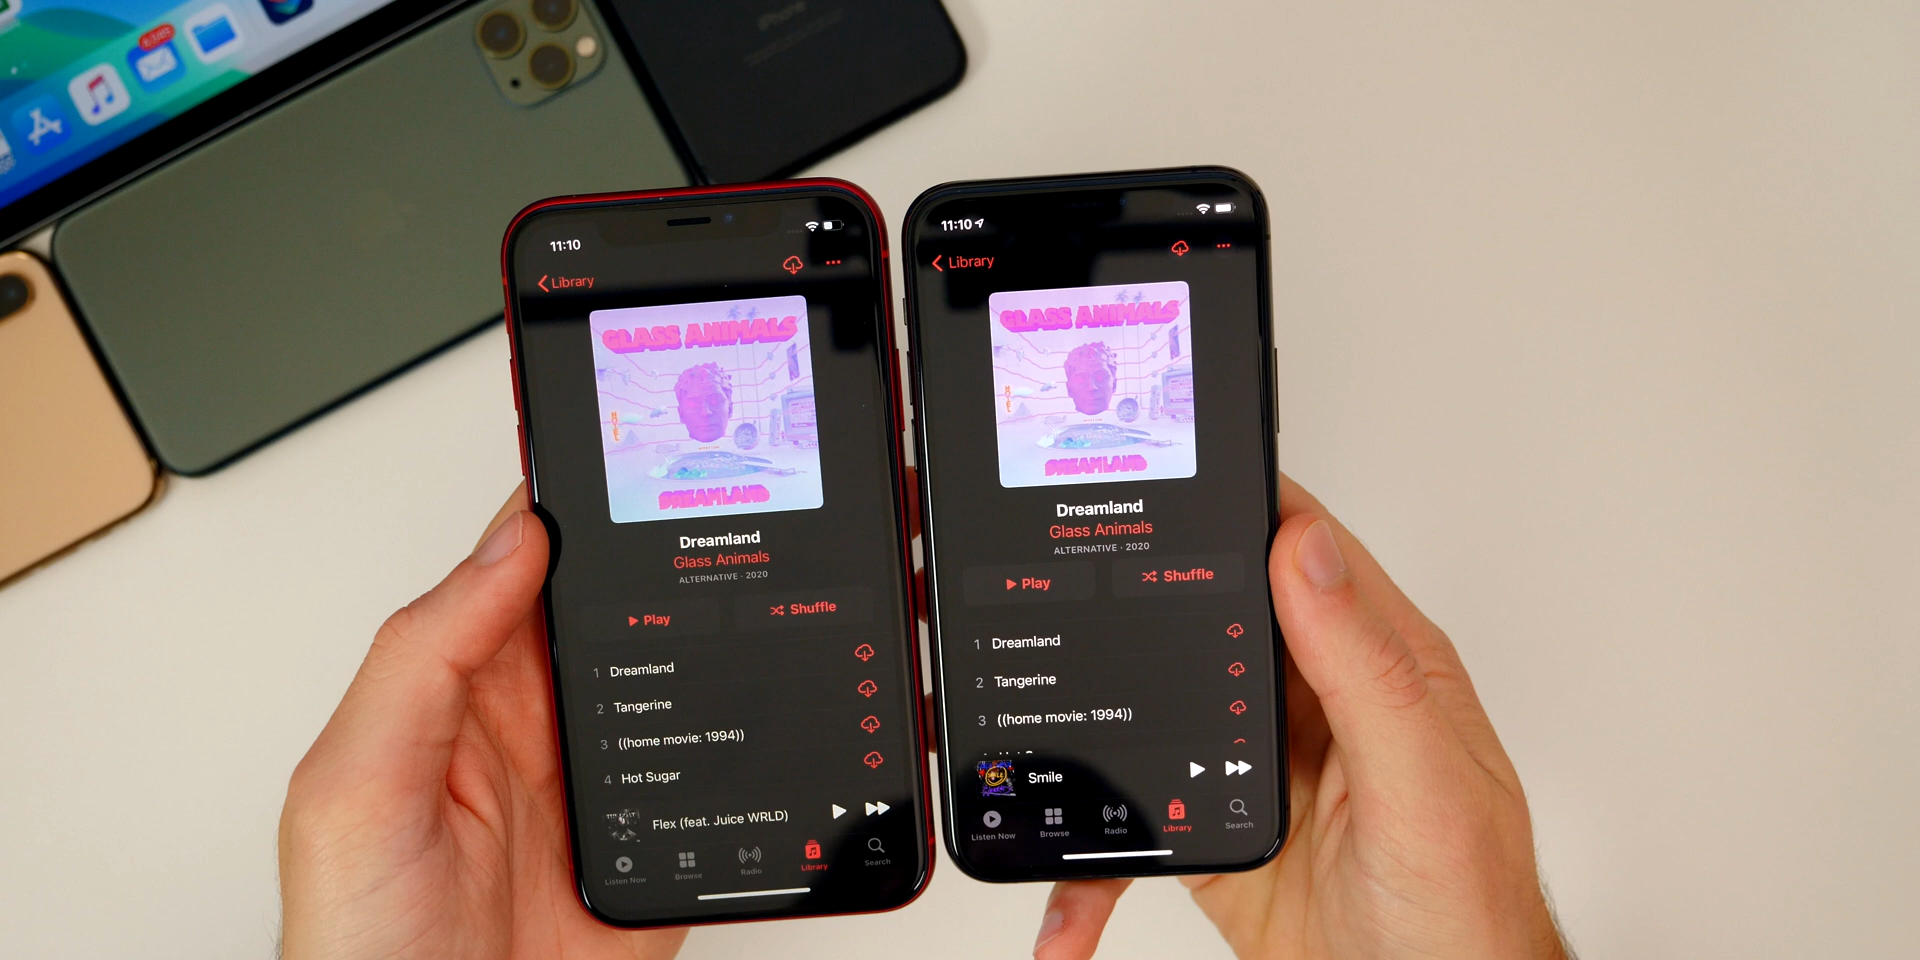 iPhone
11:10
Library
GLASS ANIMALS
DREAMLAND
Dreamland
Glass Animals
ALTERNATIVE · 2020
Play
Shuffle
1 Dreamland
2 Tangerine
3 ((home movie: 1994))
4 Hot Sugar
Flex (feat. Juice WRLD)
Listen Now
Browse
Radio
Library
Search
11:10
Library
GLASS ANIMALS
DREAMLAND
Dreamland
Glass Animals
ALTERNATIVE · 2020
Play
Shuffle
1 Dreamland
2 Tangerine
3 ((home movie: 1994))
Smile
Listen Now
Browse
Radio
Library
Search